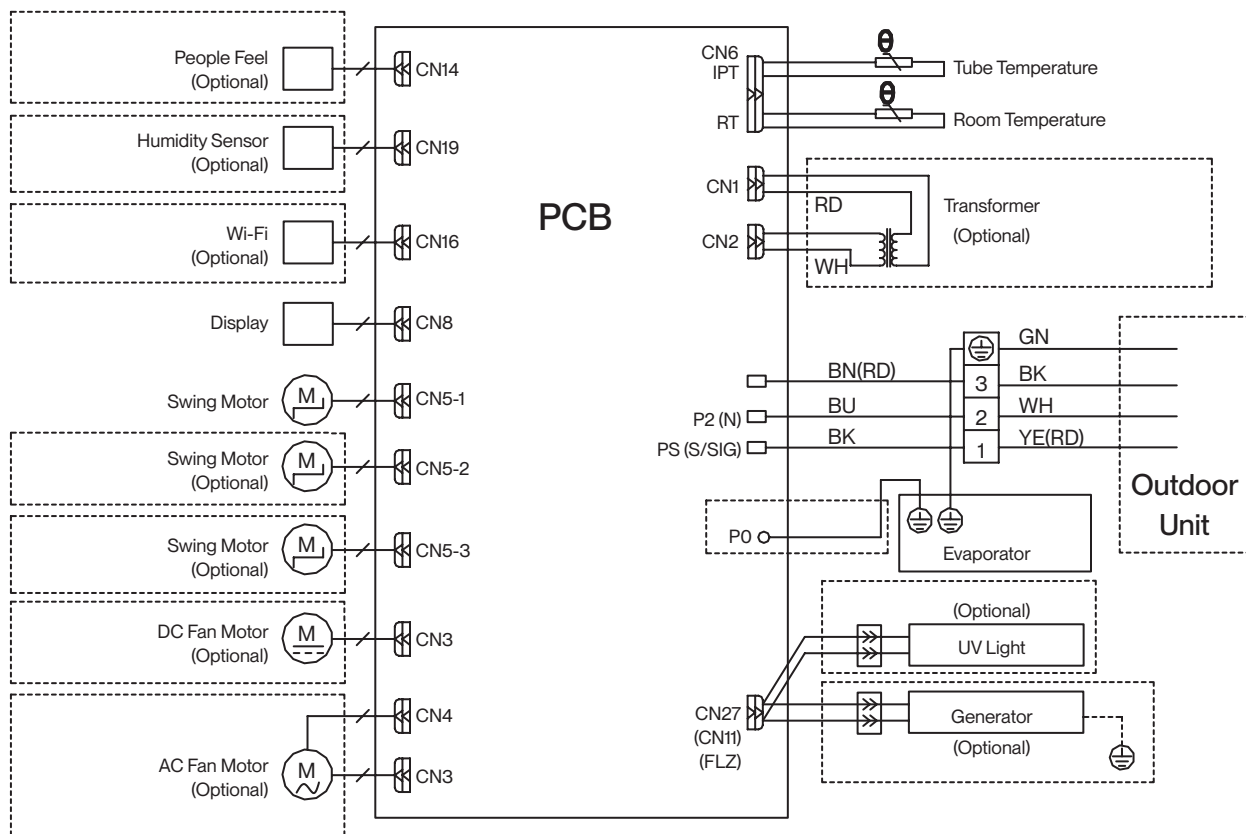 People Feel
(Optional)
CN14
Humidity Sensor
(Optional)
CN19
Wi-Fi
(Optional)
CN16
Display
CN8
Swing Motor
M
CN5-1
Swing Motor
(Optional)
M
CN5-2
Swing Motor
(Optional)
M
CN5-3
DC Fan Motor
(Optional)
M
CN3
CN4
AC Fan Motor
(Optional)
M
CN3
PCB
CN6
IPT
RT
θ
Tube Temperature
θ
Room Temperature
CN1
RD
CN2
WH
Transformer
(Optional)
GN
BN(RD)
3
BK
P2 (N)
BU
2
WH
PS (S/SIG)
BK
1
YE(RD)
Outdoor
Unit
P0
Evaporator
(Optional)
UV Light
CN27
(CN11)
(FLZ)
Generator
(Optional)